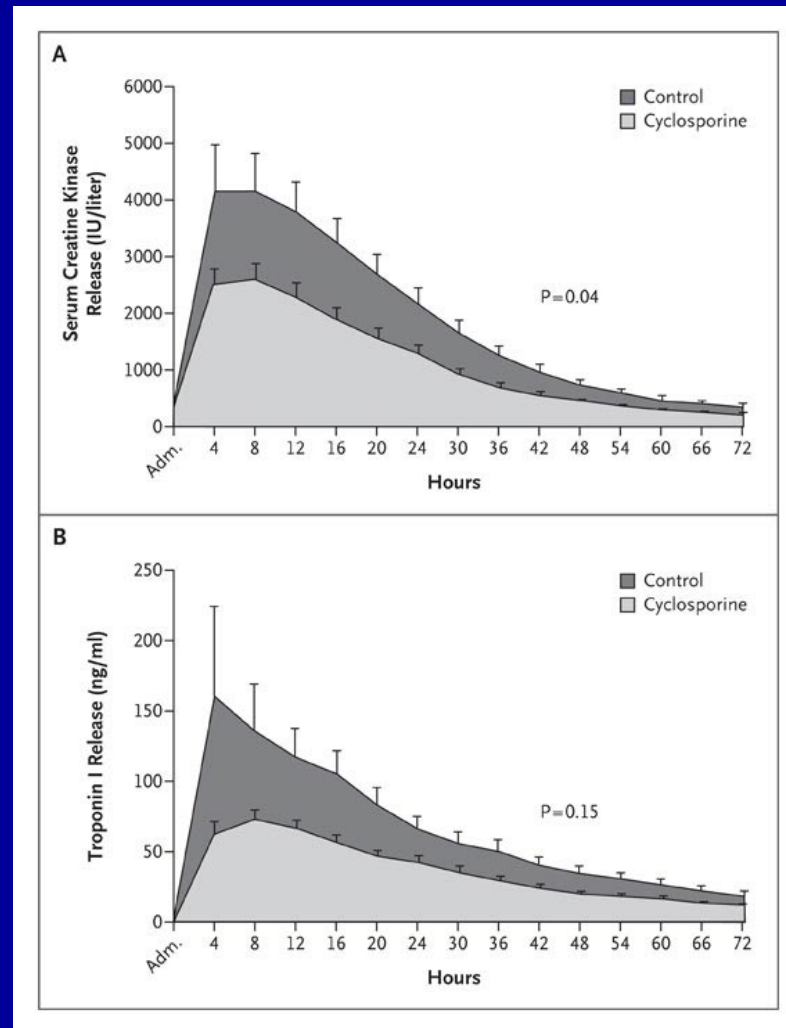 A
6000
5000
4000
3000
2000
1000
0
Serum Creatine Kinase
Release (IU/liter)
Control
Cyclosporine
P=0.04
Adm. 4 8 12 16 20 24 30 36 42 48 54 60 66 72
Hours
B
250
200
150
100
50
0
Troponin I Release (ng/ml)
Control
Cyclosporine
P=0.15
Adm. 4 8 12 16 20 24 30 36 42 48 54 60 66 72
Hours